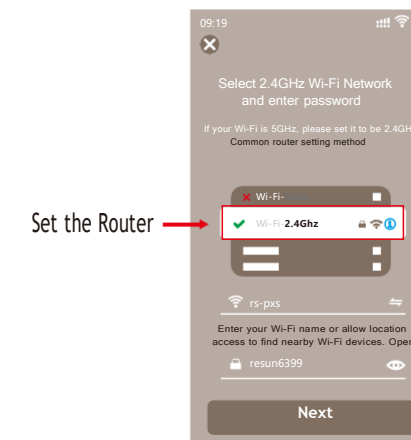 09:19
Select 2.4GHz Wi-Fi Network
and enter password
If your Wi-Fi is 5GHz, please set it to be 2.4GH
Common router setting method
Wi-Fi-
Set the Router
Wi-Fi-2.4Ghz
rs-pxs
Enter your Wi-Fi name or allow location
access to find nearby Wi-Fi devices. Open
resun6399
Next